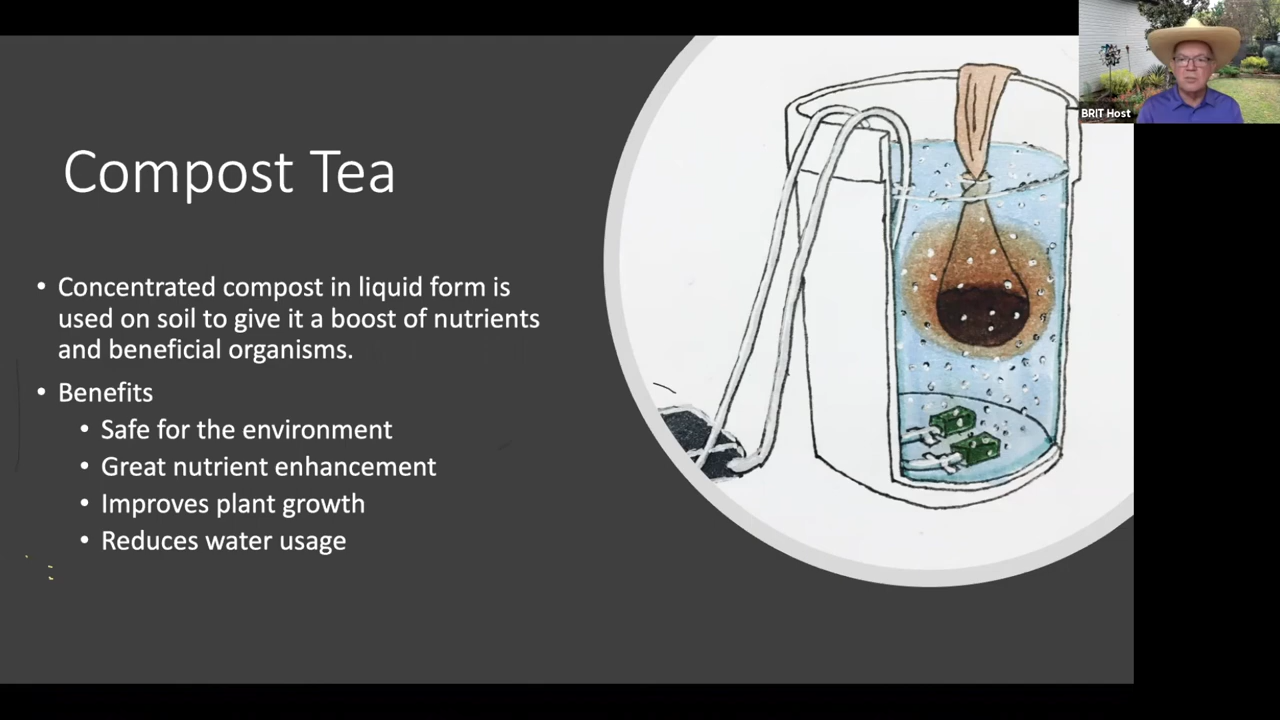 Compost Tea
• Concentrated compost in liquid form is
used on soil to give it a boost of nutrients
and beneficial organisms.
• Benefits
• Safe for the environment
• Great nutrient enhancement
• Improves plant growth
• Reduces water usage
BRIT Host